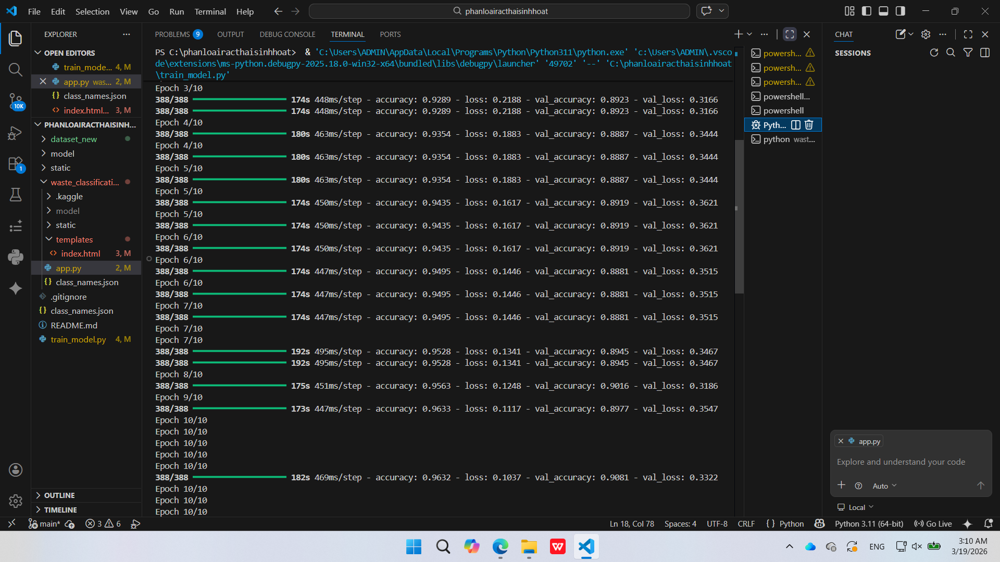 File Edit Selection View Go Run Terminal Help
phanloairacthaisinhhoat
EXPLORER
OPEN EDITORS
train_mode... 4, M
app.py was... 2, M
class_names.json
index.html... 3, M
PHANLOAIRACTHAISINH...
dataset_new
model
static
waste_classificati...
.kaggle
model
static
templates
index.html 3, M
app.py 2, M
class_names.json
.gitignore
class_names.json
README.md
train_model.py 4, M
OUTLINE
TIMELINE
10K
1
PROBLEMS 9 OUTPUT DEBUG CONSOLE TERMINAL PORTS
PS C:\phanloairacthaisinhhoat> & 'C:\Users\ADMIN\AppData\Local\Programs\Python\Python311\python.exe' 'c:\Users\ADMIN\.vsco
de\extensions\ms-python.debugpy-2025.18.0-win32-x64\bundled\libs\debugpy\launcher' '49702' '--' 'C:\phanloairacthaisinhhoat
\train_model.py'
Epoch 3/10
388/388 174s 448ms/step - accuracy: 0.9289 - loss: 0.2188 - val_accuracy: 0.8923 - val_loss: 0.3166
388/388 174s 448ms/step - accuracy: 0.9289 - loss: 0.2188 - val_accuracy: 0.8923 - val_loss: 0.3166
Epoch 4/10
388/388 180s 463ms/step - accuracy: 0.9354 - loss: 0.1883 - val_accuracy: 0.8887 - val_loss: 0.3444
Epoch 4/10
388/388 180s 463ms/step - accuracy: 0.9354 - loss: 0.1883 - val_accuracy: 0.8887 - val_loss: 0.3444
Epoch 5/10
388/388 180s 463ms/step - accuracy: 0.9354 - loss: 0.1883 - val_accuracy: 0.8887 - val_loss: 0.3444
Epoch 5/10
388/388 174s 450ms/step - accuracy: 0.9435 - loss: 0.1617 - val_accuracy: 0.8919 - val_loss: 0.3621
Epoch 5/10
388/388 174s 450ms/step - accuracy: 0.9435 - loss: 0.1617 - val_accuracy: 0.8919 - val_loss: 0.3621
Epoch 6/10
388/388 174s 450ms/step - accuracy: 0.9435 - loss: 0.1617 - val_accuracy: 0.8919 - val_loss: 0.3621
Epoch 6/10
388/388 174s 447ms/step - accuracy: 0.9495 - loss: 0.1446 - val_accuracy: 0.8881 - val_loss: 0.3515
Epoch 6/10
388/388 174s 447ms/step - accuracy: 0.9495 - loss: 0.1446 - val_accuracy: 0.8881 - val_loss: 0.3515
Epoch 7/10
388/388 174s 447ms/step - accuracy: 0.9495 - loss: 0.1446 - val_accuracy: 0.8881 - val_loss: 0.3515
Epoch 7/10
Epoch 7/10
388/388 192s 495ms/step - accuracy: 0.9528 - loss: 0.1341 - val_accuracy: 0.8945 - val_loss: 0.3467
388/388 192s 495ms/step - accuracy: 0.9528 - loss: 0.1341 - val_accuracy: 0.8945 - val_loss: 0.3467
Epoch 8/10
388/388 175s 451ms/step - accuracy: 0.9563 - loss: 0.1248 - val_accuracy: 0.9016 - val_loss: 0.3186
Epoch 9/10
388/388 173s 447ms/step - accuracy: 0.9633 - loss: 0.1117 - val_accuracy: 0.8977 - val_loss: 0.3547
Epoch 10/10
Epoch 10/10
Epoch 10/10
Epoch 10/10
Epoch 10/10
388/388 182s 469ms/step - accuracy: 0.9632 - loss: 0.1037 - val_accuracy: 0.9081 - val_loss: 0.3322
Epoch 10/10
Epoch 10/10
Epoch 10/10
powersh...
powersh...
powersh...
powershell...
powershell
Pyth...
python wast...
CHAT
SESSIONS
app.py
Explore and understand your code
Auto
Local
main* 3 6 Ln 18, Col 78 Spaces: 4 UTF-8 CRLF Python Python 3.11 (64-bit) Go Live
W
ENG
3:10 AM
3/19/2026